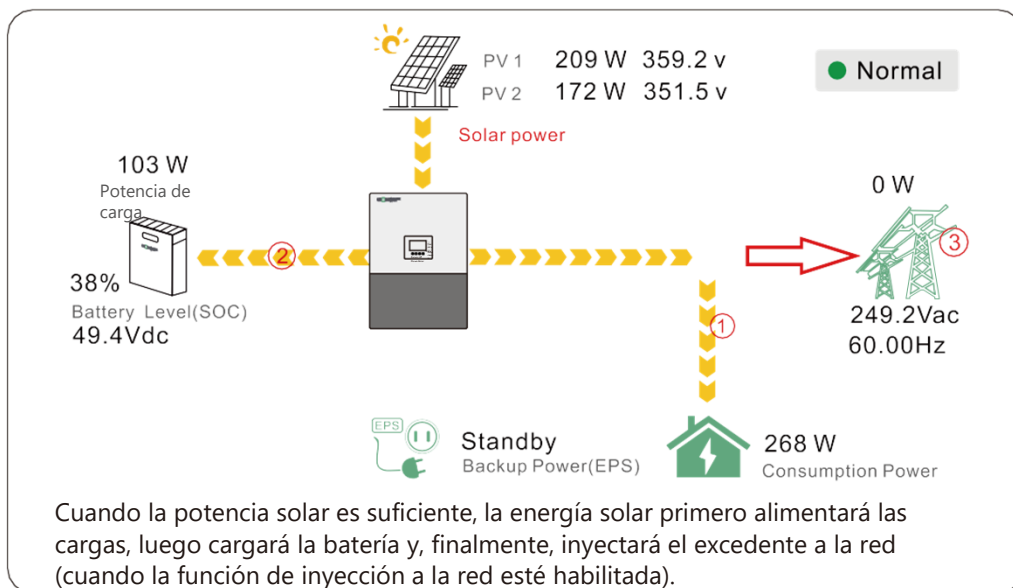 PV 1 209 W 359.2 v
PV 2 172 W 351.5 v
Normal
Solar power
103 W
Potencia de
carga
0 W
②
③
38%
Battery Level(SOC)
49.4Vdc
249.2Vac
60.00Hz
①
EPS
Standby
Backup Power(EPS)
268 W
Consumption Power
Cuando la potencia solar es suficiente, la energía solar primero alimentará las
cargas, luego cargará la batería y, finalmente, inyectará el excedente a la red
(cuando la función de inyección a la red esté habilitada).